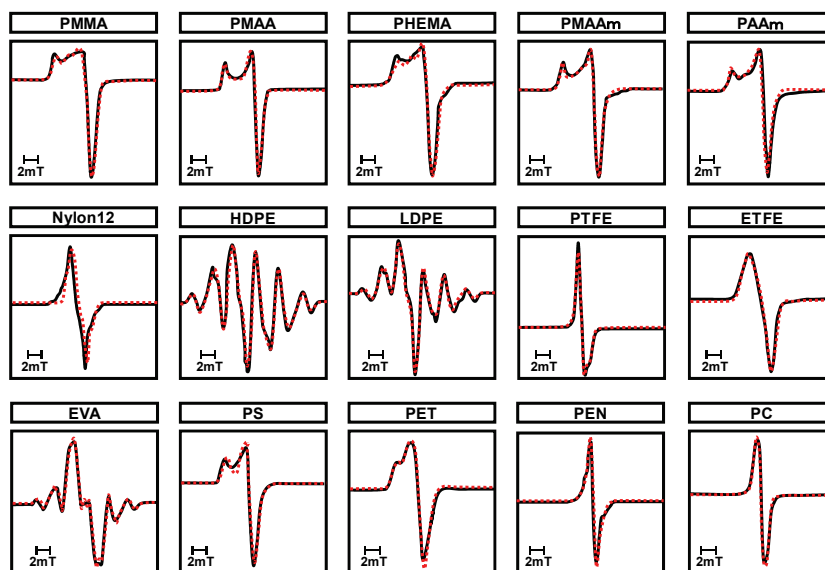 PMMA PMAA PHEMA PMAAm PAAm
2mT 2mT 2mT 2mT 2mT
Nylon12 HDPE LDPE PTFE ETFE
2mT 2mT 2mT 2mT 2mT
EVA PS PET PEN PC
2mT 2mT 2mT 2mT 2mT